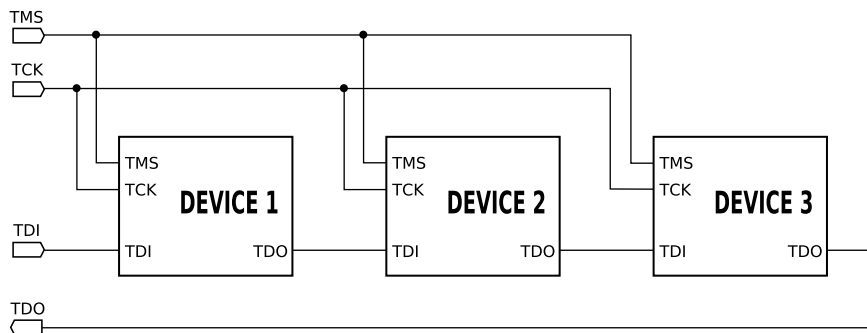 TMS
TCK
TMS
TCK
DEVICE 1
TDI
TDO
TMS
TCK
DEVICE 2
TDI
TDO
TMS
TCK
DEVICE 3
TDI
TDO
TDI
TDO